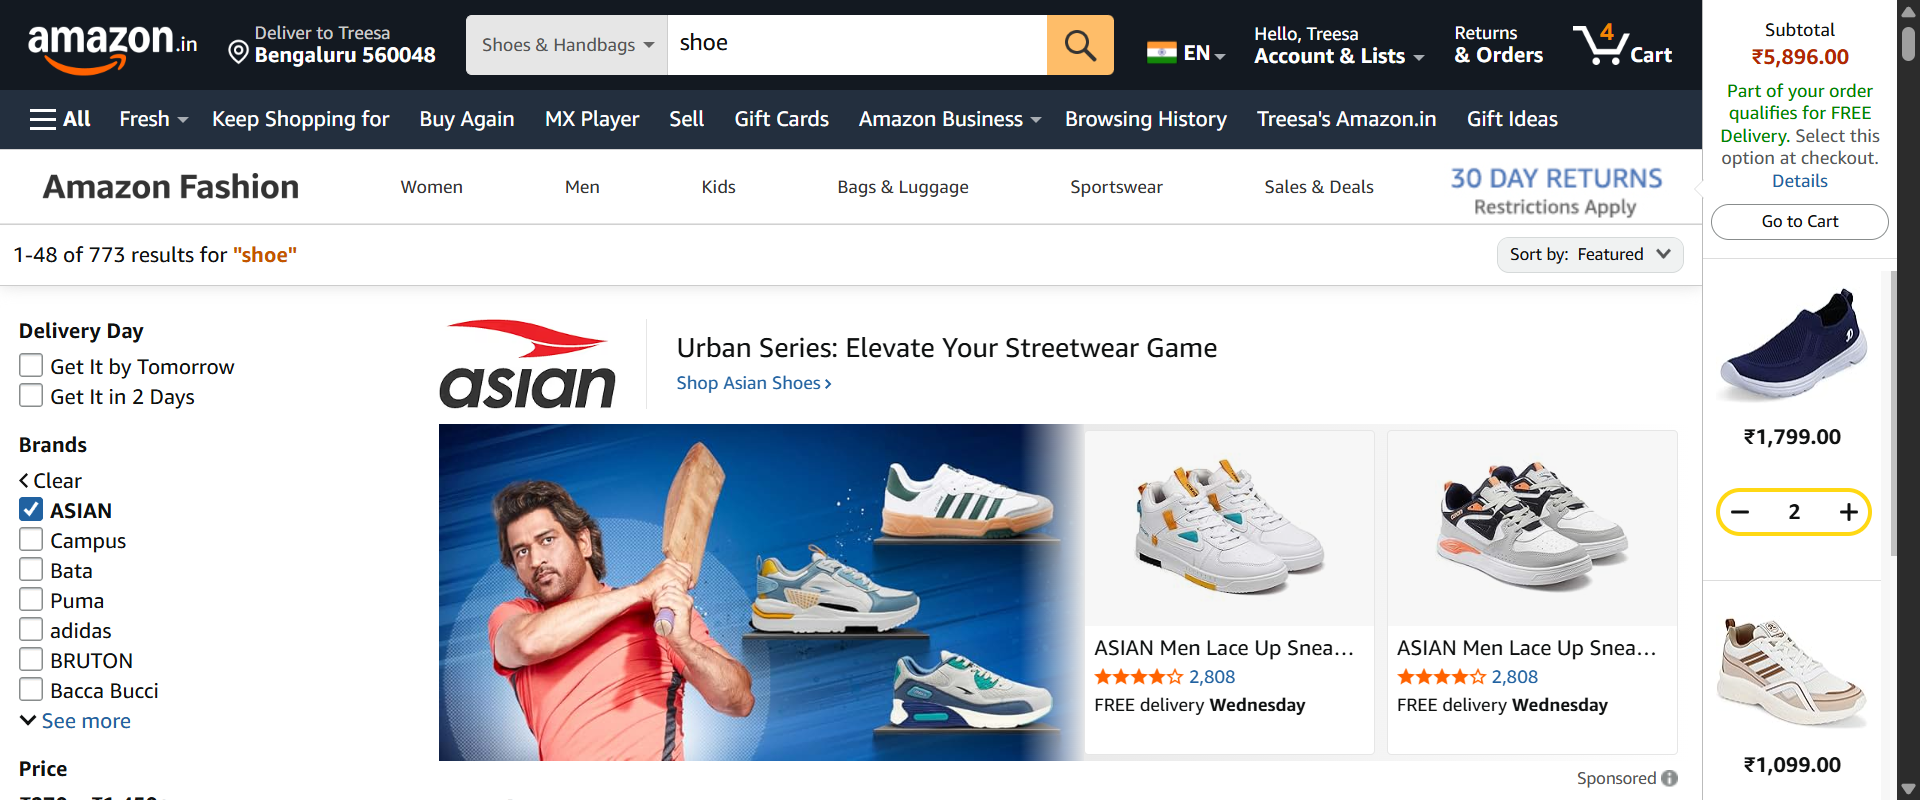 amazon.in
Deliver to Treesa
Bengaluru 560048
Shoes & Handbags
shoe
EN
Hello, Treesa
Account & Lists
Returns
& Orders
4
Cart
All
Fresh
Keep Shopping for
Buy Again
MX Player
Sell
Gift Cards
Amazon Business
Browsing History
Treesa's Amazon.in
Gift Ideas
Amazon Fashion
Women
Men
Kids
Bags & Luggage
Sportswear
Sales & Deals
30 DAY RETURNS
Restrictions Apply
1-48 of 773 results for "shoe"
Sort by: Featured
Delivery Day
Get It by Tomorrow
Get It in 2 Days
Brands
Clear
ASIAN
Campus
Bata
Puma
adidas
BRUTON
Bacca Bucci
See more
Price
asian
Urban Series: Elevate Your Streetwear Game
Shop Asian Shoes
ASIAN Men Lace Up Snea...
2,808
FREE delivery Wednesday
ASIAN Men Lace Up Snea...
2,808
FREE delivery Wednesday
Sponsored
Subtotal
₹5,896.00
Part of your order
qualifies for FREE
Delivery. Select this
option at checkout.
Details
Go to Cart
₹1,799.00
2
₹1,099.00